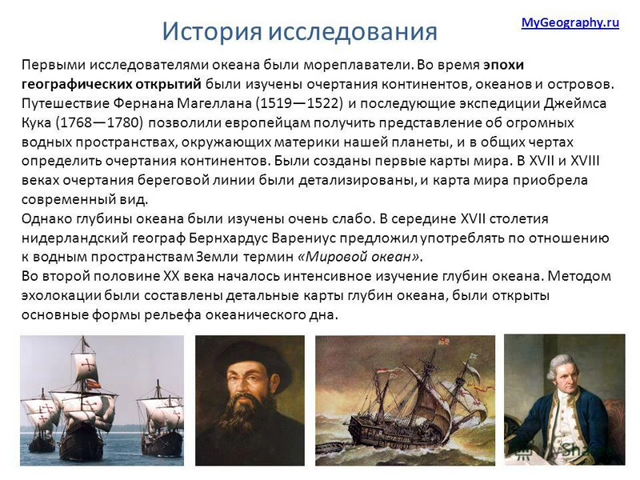 История исследования
MyGeography.ru
Первыми исследователями океана были мореплаватели. Во время эпохи
географических открытий были изучены очертания континентов, океанов и островов.
Путешествие Фернана Магеллана (1519—1522) и последующие экспедиции Джеймса
Кука (1768—1780) позволили европейцам получить представление об огромных
водных пространствах, окружающих материки нашей планеты, и в общих чертах
определить очертания континентов. Были созданы первые карты мира. В XVII и XVIII
веках очертания береговой линии были детализированы, и карта мира приобрела
современный вид.
Однако глубины океана были изучены очень слабо. В середине XVII столетия
нидерландский географ Бернхардус Варениус предложил употреблять по отношению
к водным пространствам Земли термин «Мировой океан».
Во второй половине XX века началось интенсивное изучение глубин океана. Методом
эхолокации были составлены детальные карты глубин океана, были открыты
основные формы рельефа океанического дна.